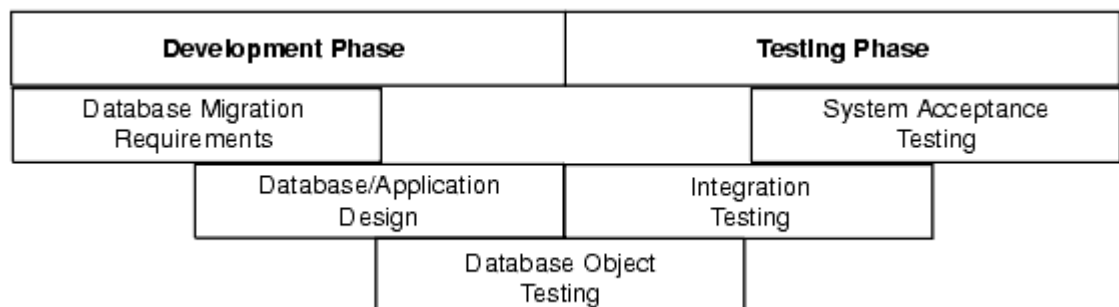 Development Phase
Testing Phase
Database Migration
Requirements
System Acceptance
Testing
Database/Application
Design
Integration
Testing
Database Object
Testing